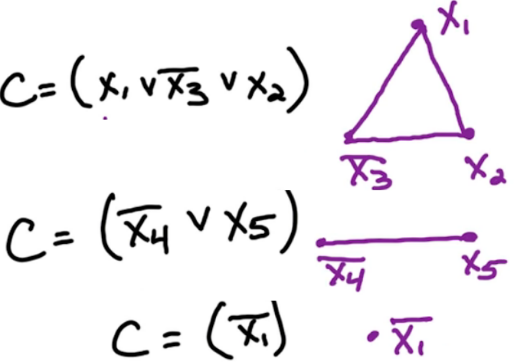 C = (x₁ ∨ x̅₃ ∨ x₂)
x₁
x̅₃
x₂
C = (x̅₄ ∨ x₅)
x̅₄
x₅
C = (x̅₁)
x̅₁